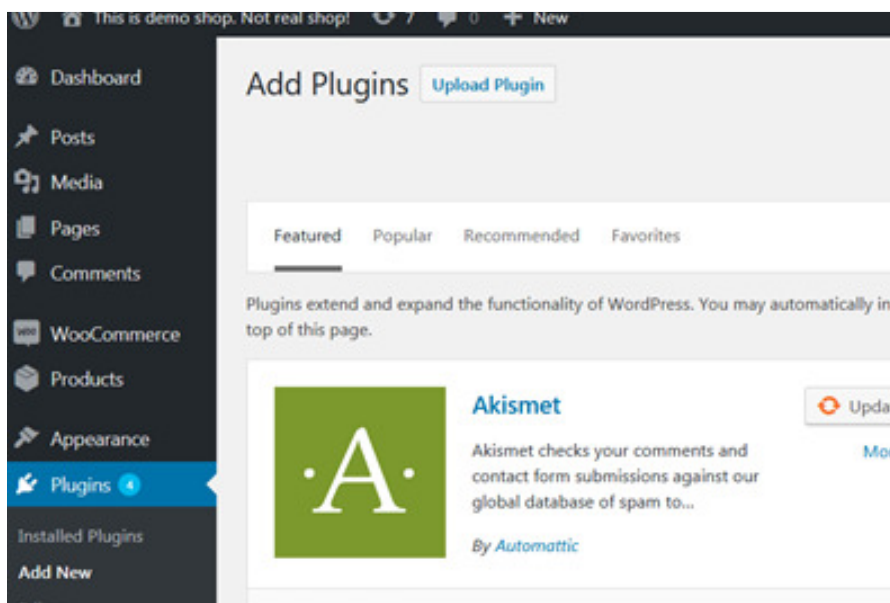 This is demo shop. Not real shop! 7 0 + New
Dashboard
Posts
Media
Pages
Comments
woo WooCommerce
Products
Appearance
Plugins 4
Installed Plugins
Add New
Add Plugins Upload Plugin
Featured Popular Recommended Favorites
Plugins extend and expand the functionality of WordPress. You may automatically in
top of this page.
·A·
Akismet
Upda
Akismet checks your comments and
Mor
contact form submissions against our
global database of spam to...
By Automattic